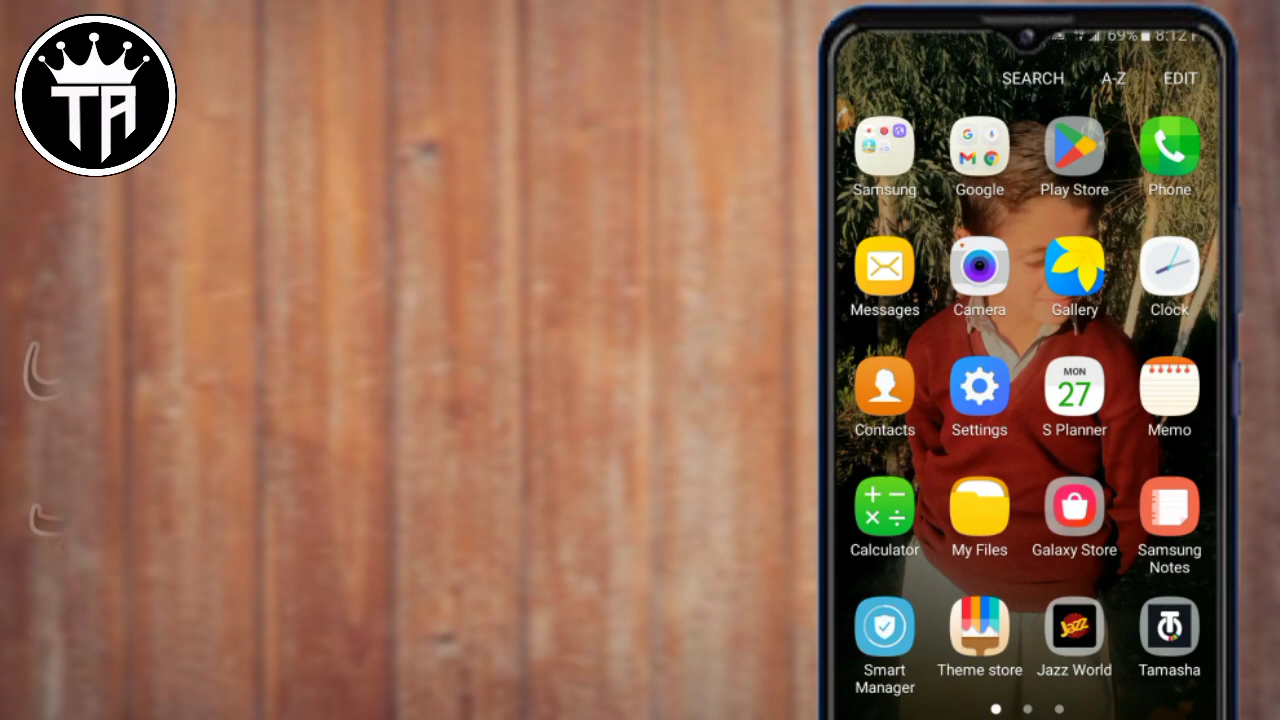 TA
69% 8:12
SEARCH A-Z EDIT
Samsung Google Play Store Phone
Messages Camera Gallery Clock
MON
27
Contacts Settings S Planner Memo
Calculator My Files Galaxy Store Samsung Notes
Jazz
Smart Manager Theme store Jazz World Tamasha